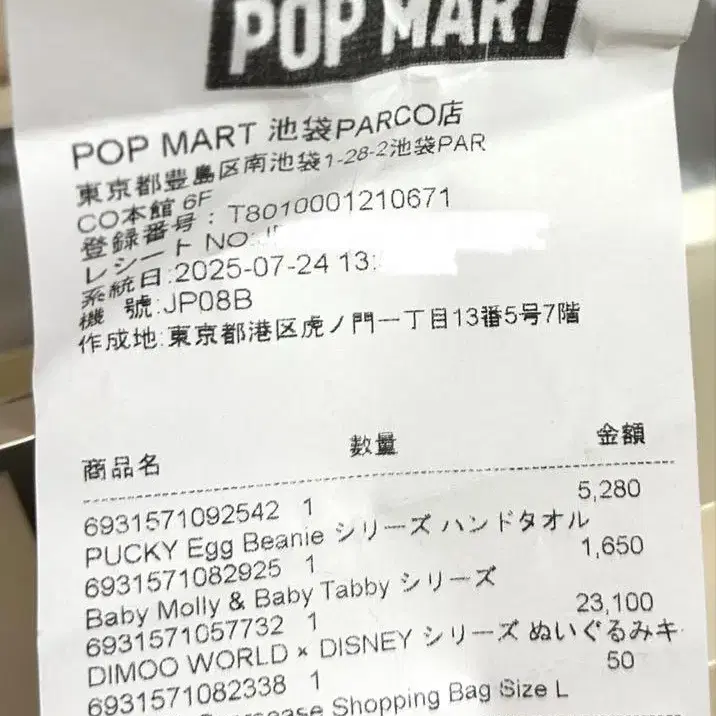 POP MART
POP MART 池袋PARCO店
東京都豊島区南池袋1-28-2池袋PAR
CO本館 6F
登録番号：T8010001210671
レシート NO:
系統日:2025-07-24 13:
機 號:JP08B
作成地:東京都港区虎ノ門一丁目13番5号7階
商品名 数量 金額
6931571092542 1 5,280
PUCKY Egg Beanie シリーズ ハンドタオル
6931571082925 1 1,650
Baby Molly & Baby Tabby シリーズ
6931571057732 1 23,100
DIMOO WORLD × DISNEY シリーズ ぬいぐるみキ
6931571082338 1 50
Shopping Bag Size L